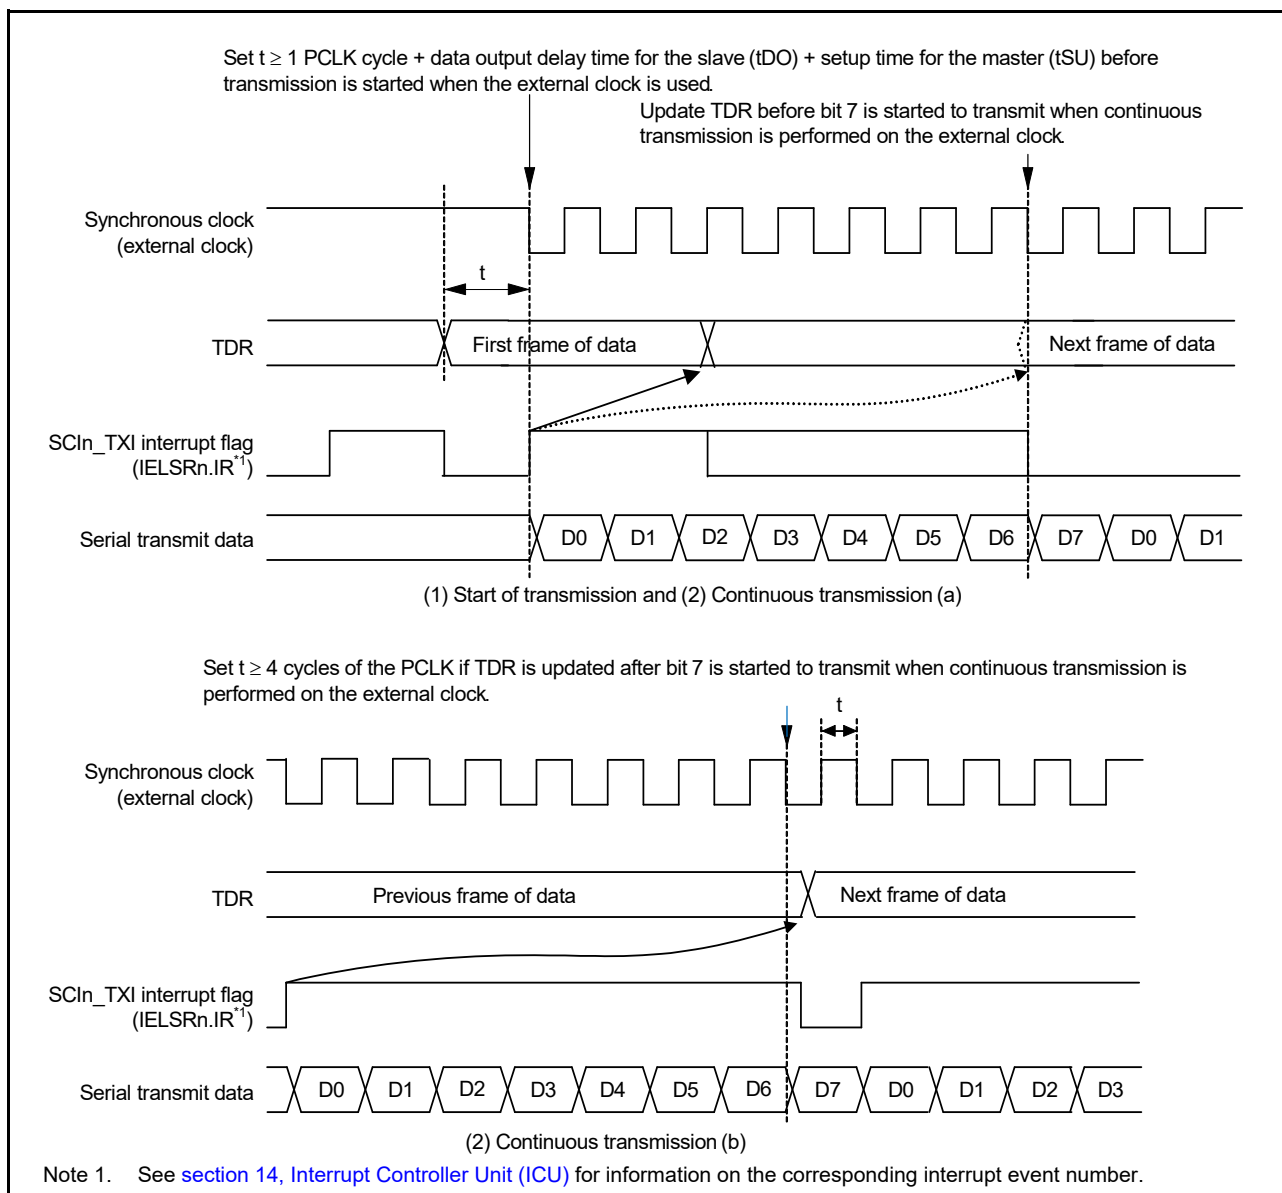 Set t ≥ 1 PCLK cycle + data output delay time for the slave (tDO) + setup time for the master (tSU) before
transmission is started when the external clock is used.
Update TDR before bit 7 is started to transmit when continuous
transmission is performed on the external clock.
Synchronous clock
(external clock)
t
TDR
First frame of data
Next frame of data
SCIn_TXI interrupt flag
(IELSRn.IR*1)
Serial transmit data
D0 D1 D2 D3 D4 D5 D6 D7 D0 D1
(1) Start of transmission and (2) Continuous transmission (a)
Set t ≥ 4 cycles of the PCLK if TDR is updated after bit 7 is started to transmit when continuous transmission is
performed on the external clock.
t
Synchronous clock
(external clock)
TDR
Previous frame of data
Next frame of data
SCIn_TXI interrupt flag
(IELSRn.IR*1)
Serial transmit data
D0 D1 D2 D3 D4 D5 D6 D7 D0 D1 D2 D3
(2) Continuous transmission (b)
Note 1. See section 14, Interrupt Controller Unit (ICU) for information on the corresponding interrupt event number.